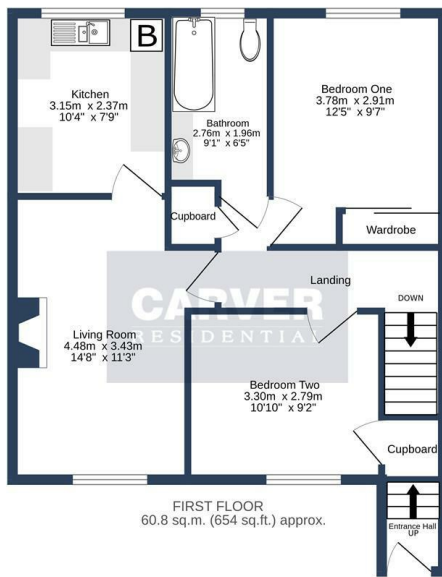 B
Kitchen
3.15m x 2.37m
10'4" x 7'9"
Bathroom
2.76m x 1.96m
9'1" x 6'5"
Bedroom One
3.78m x 2.91m
12'5" x 9'7"
Cupboard
Wardrobe
Landing
DOWN
CARVER
RESIDENTIAL
Living Room
4.48m x 3.43m
14'8" x 11'3"
Bedroom Two
3.30m x 2.79m
10'10" x 9'2"
Cupboard
Entrance Hall
UP
FIRST FLOOR
60.8 sq.m. (654 sq.ft.) approx.